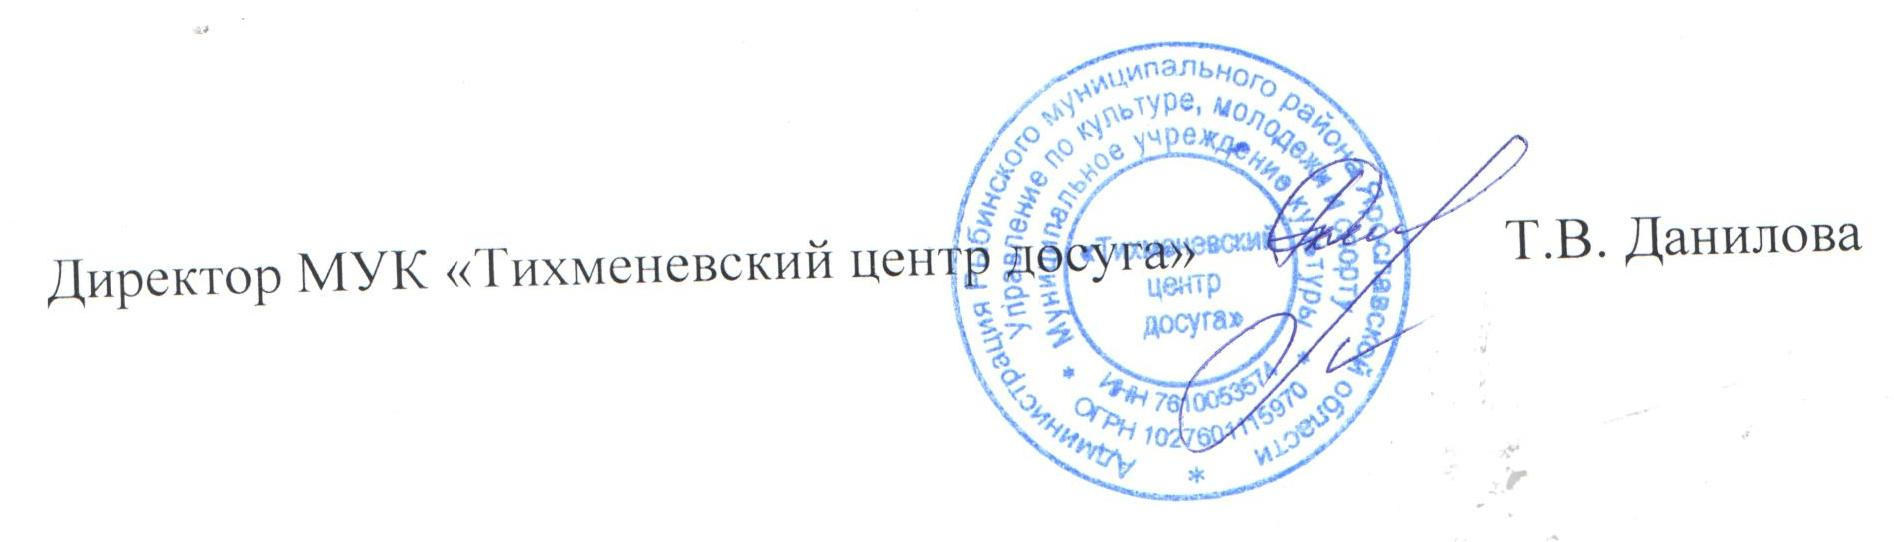 Директор МУК «Тихменевский центр досуга» Т.В. Данилова
Администрация Рыбинского муниципального района Ярославской области
Управление по культуре, молодежи и спорту
Муниципальное учреждение культуры
«Тихменевский
центр
досуга»
ИНН 7610053574
ОГРН 1027601115970